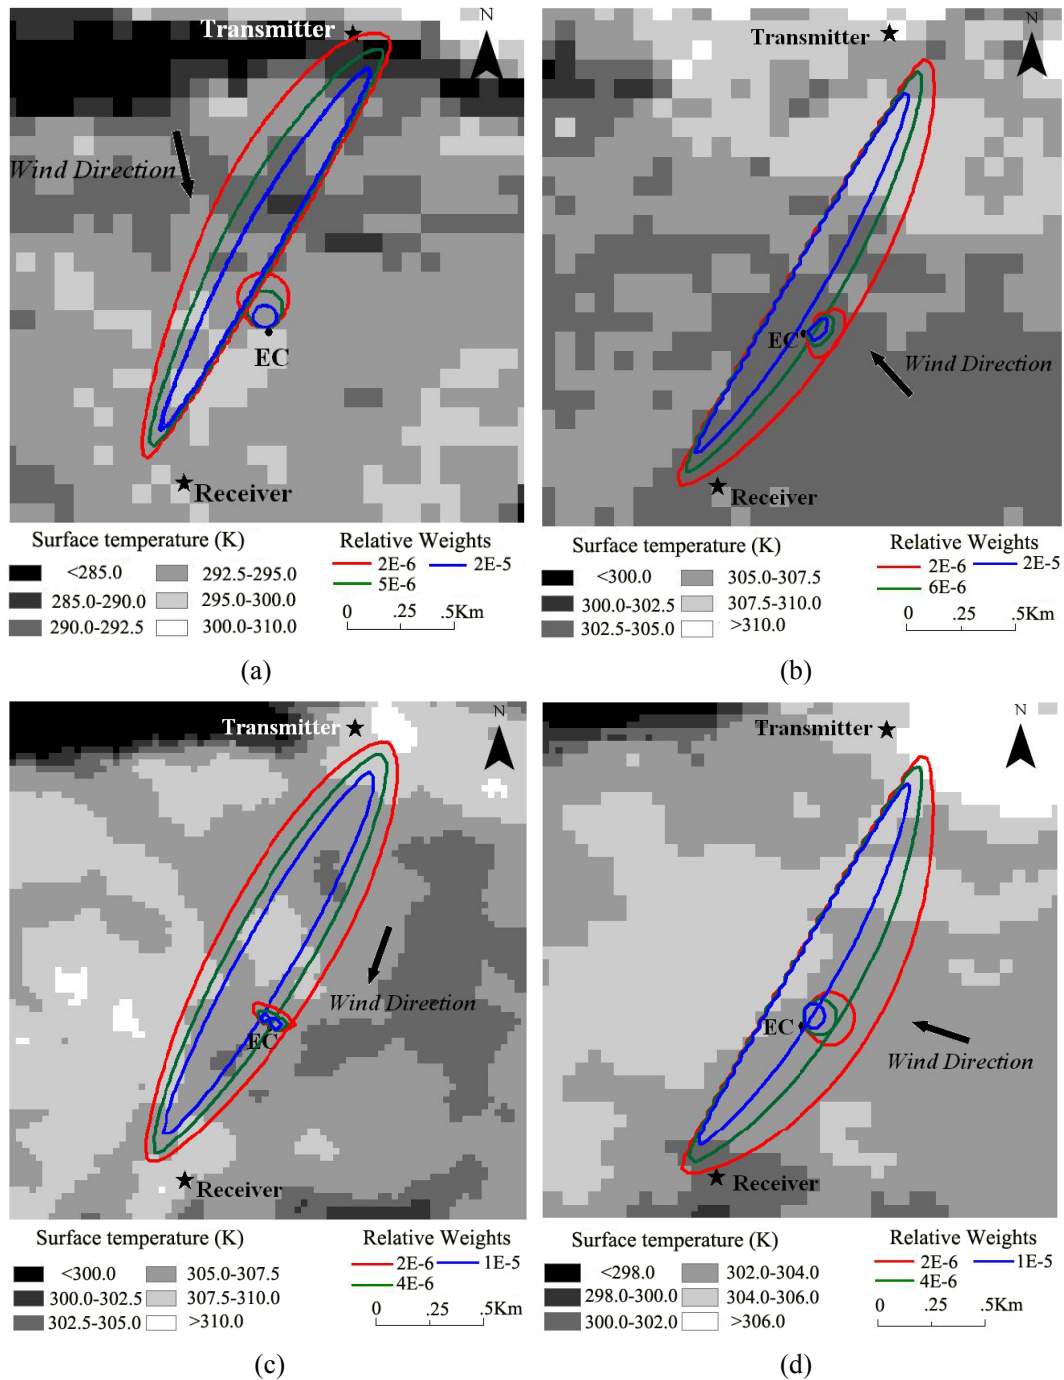 N
Transmitter
Wind Direction
EC
Receiver
Surface temperature (K)
<285.0 292.5-295.0
285.0-290.0 295.0-300.0
290.0-292.5 300.0-310.0
Relative Weights
2E-6 2E-5
5E-6
0 .25 .5Km
(a)
N
Transmitter
EC
Wind Direction
Receiver
Surface temperature (K)
<300.0 305.0-307.5
300.0-302.5 307.5-310.0
302.5-305.0 >310.0
Relative Weights
2E-6 2E-5
6E-6
0 .25 .5Km
(b)
N
Transmitter
Wind Direction
EC
Receiver
Surface temperature (K)
<300.0 305.0-307.5
300.0-302.5 307.5-310.0
302.5-305.0 >310.0
Relative Weights
2E-6 1E-5
4E-6
0 .25 .5Km
(c)
N
Transmitter
EC
Wind Direction
Receiver
Surface temperature (K)
<298.0 302.0-304.0
298.0-300.0 304.0-306.0
300.0-302.0 >306.0
Relative Weights
2E-6 1E-5
4E-6
0 .25 .5Km
(d)